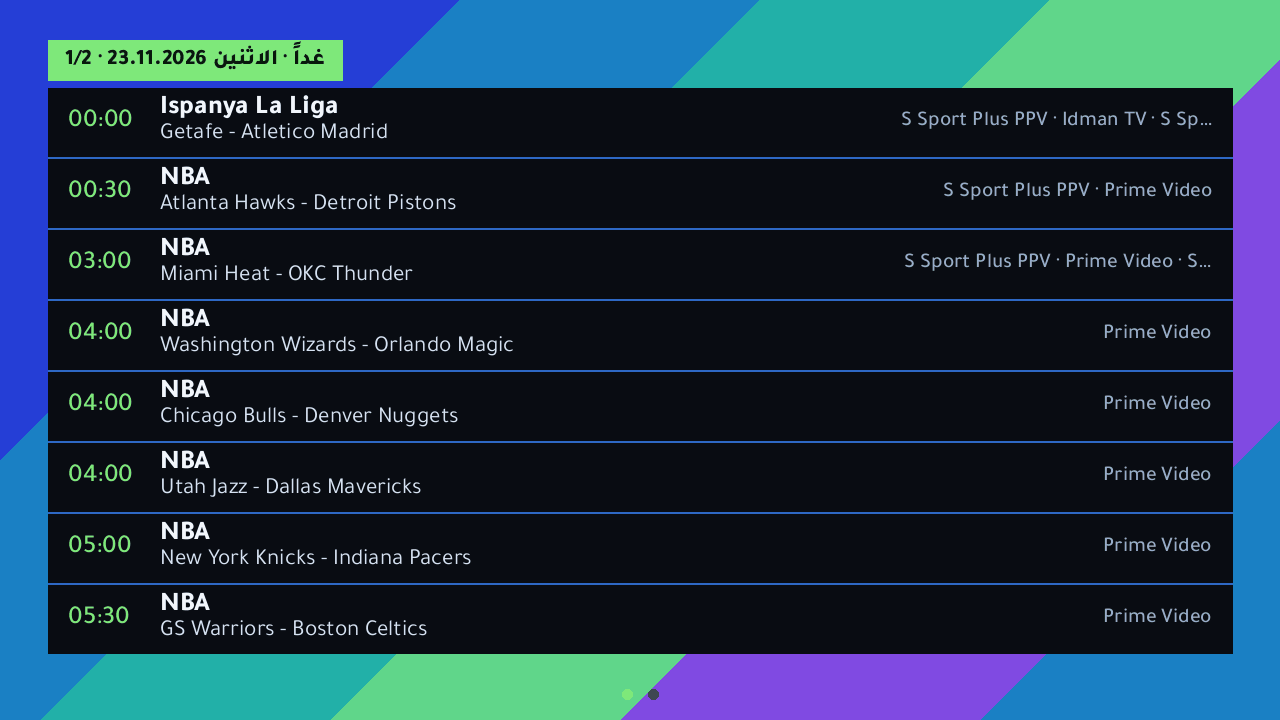 غداً · الاثنين 23.11.2026 · 1/2
00:00
Ispanya La Liga
Getafe - Atletico Madrid
S Sport Plus PPV · Idman TV · S Sp...
00:30
NBA
Atlanta Hawks - Detroit Pistons
S Sport Plus PPV · Prime Video
03:00
NBA
Miami Heat - OKC Thunder
S Sport Plus PPV · Prime Video · S...
04:00
NBA
Washington Wizards - Orlando Magic
Prime Video
04:00
NBA
Chicago Bulls - Denver Nuggets
Prime Video
04:00
NBA
Utah Jazz - Dallas Mavericks
Prime Video
05:00
NBA
New York Knicks - Indiana Pacers
Prime Video
05:30
NBA
GS Warriors - Boston Celtics
Prime Video